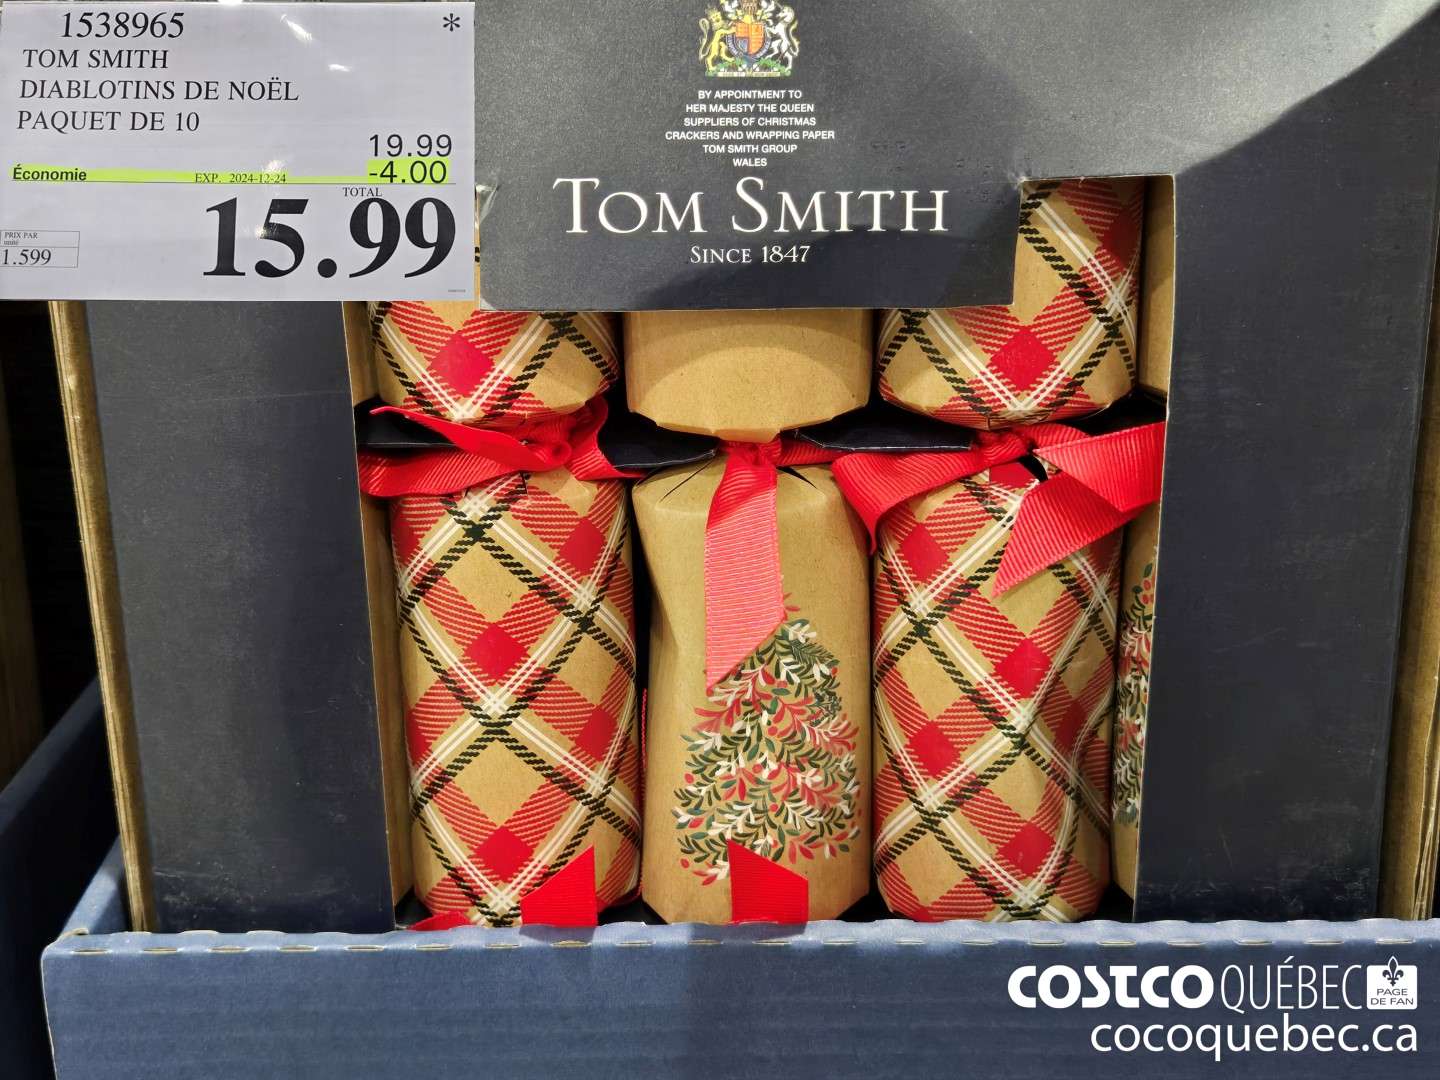 1538965 *
TOM SMITH
DIABLOTINS DE NOËL
PAQUET DE 10
19.99
Économie EXP. 2024-12-24 -4.00
TOTAL
15.99
PRIX PAR
unité
1.599
BY APPOINTMENT TO
HER MAJESTY THE QUEEN
SUPPLIERS OF CHRISTMAS
CRACKERS AND WRAPPING PAPER
TOM SMITH GROUP
WALES
TOM SMITH
SINCE 1847
COSTCO QUÉBEC PAGE
DE FAN
cocoquebec.ca